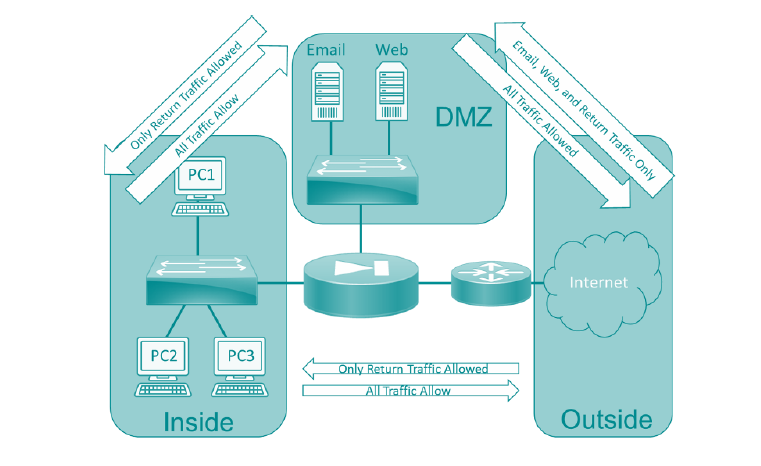 Only Return Traffic Allowed
All Traffic Allow
Email
Web
DMZ
Email, Web, and Return Traffic Only
All Traffic Allowed
PC1
PC2
PC3
Inside
Internet
Outside
Only Return Traffic Allowed
All Traffic Allow